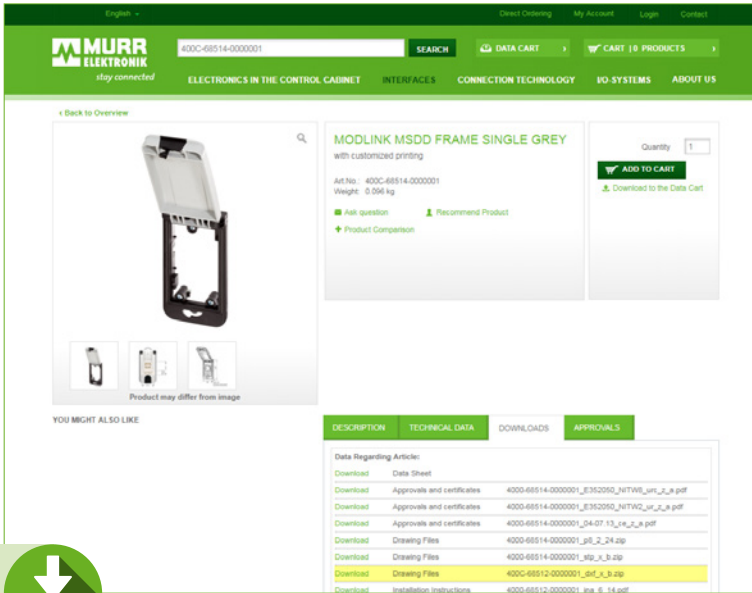 English
Direct Ordering My Account Login Contact
MURR
ELEKTRONIK
stay connected
400C-68514-0000001
SEARCH
DATA CART
CART | 0 PRODUCTS
ELECTRONICS IN THE CONTROL CABINET INTERFACES CONNECTION TECHNOLOGY I/O-SYSTEMS ABOUT US
‹ Back to Overview
MODLINK MSDD FRAME SINGLE GREY
with customized printing
Art.No.: 400C-68514-0000001
Weight: 0.096 kg
Ask question Recommend Product
Product Comparison
Quantity 1
ADD TO CART
Download to the Data Cart
Product may differ from image
YOU MIGHT ALSO LIKE
DESCRIPTION TECHNICAL DATA DOWNLOADS APPROVALS
Data Regarding Article:
Download Data Sheet
Download Approvals and certificates 4000-68514-0000001_E352050_NITW8_urc_z_a.pdf
Download Approvals and certificates 4000-68514-0000001_E352050_NITW2_ur_z_a.pdf
Download Approvals and certificates 4000-68514-0000001_04-07.13_ce_z_a.pdf
Download Drawing Files 4000-68514-0000001_p8_2_24.zip
Download Drawing Files 4000-68514-0000001_stp_x_b.zip
Download Drawing Files 400C-68512-0000001_dxf_x_b.zip
Download Installation Instructions 4000-68512-0000001_ina_6_14.pdf